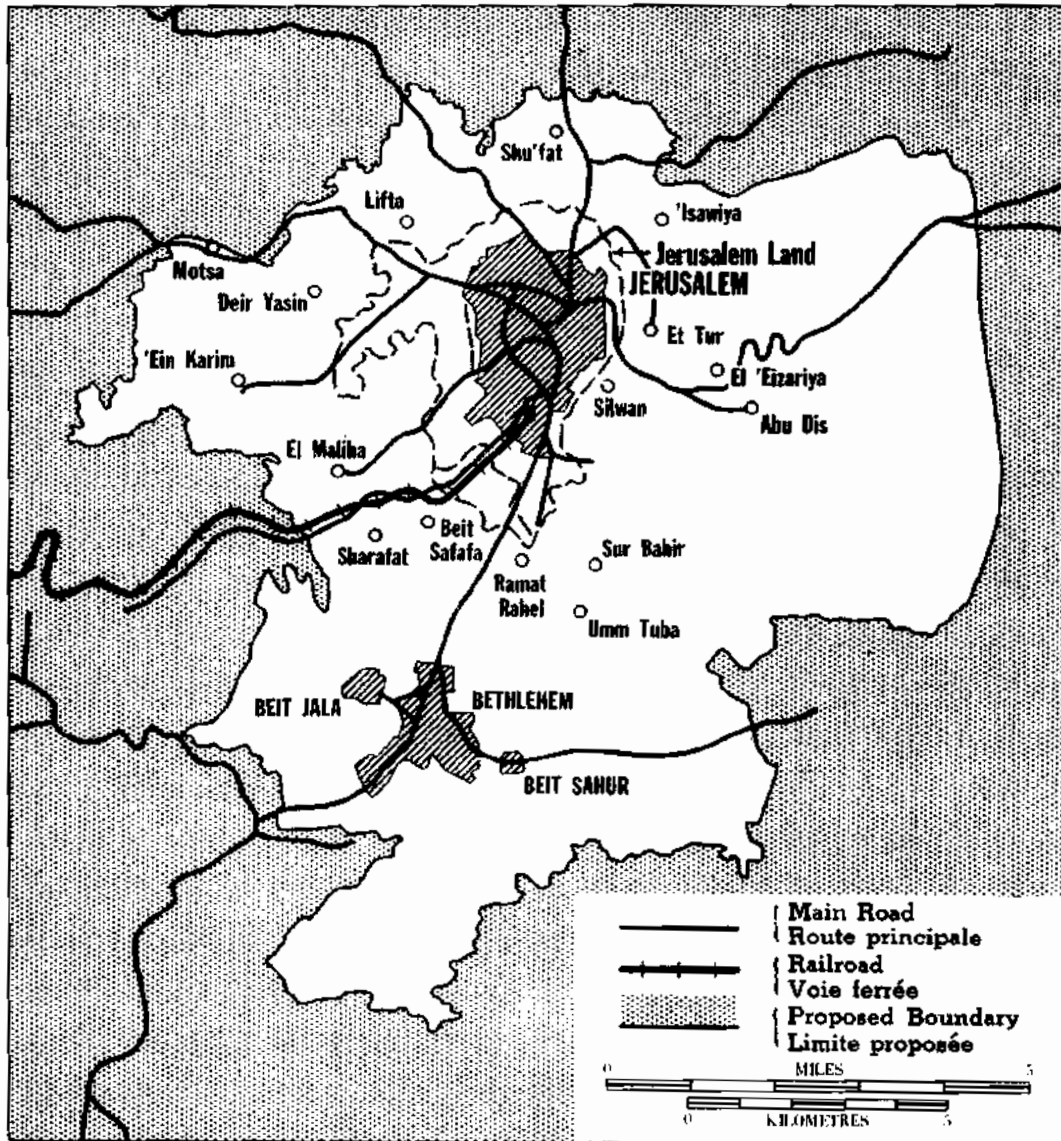 Shu'fat
Lifta
'Isawiya
Jerusalem Land
JERUSALEM
Motsa
Deir Yasin
Et Tur
'Ein Karim
El 'Eizariya
Silwan
Abu Dis
El Maliha
Sharafat
Beit
Safafa
Sur Bahir
Ramat
Rahel
Umm Tuba
BEIT JALA
BETHLEHEM
BEIT SAHUR
Main Road
Route principale
Railroad
Voie ferrée
Proposed Boundary
Limite proposée
0 MILES 5
0 KILOMETRES 5